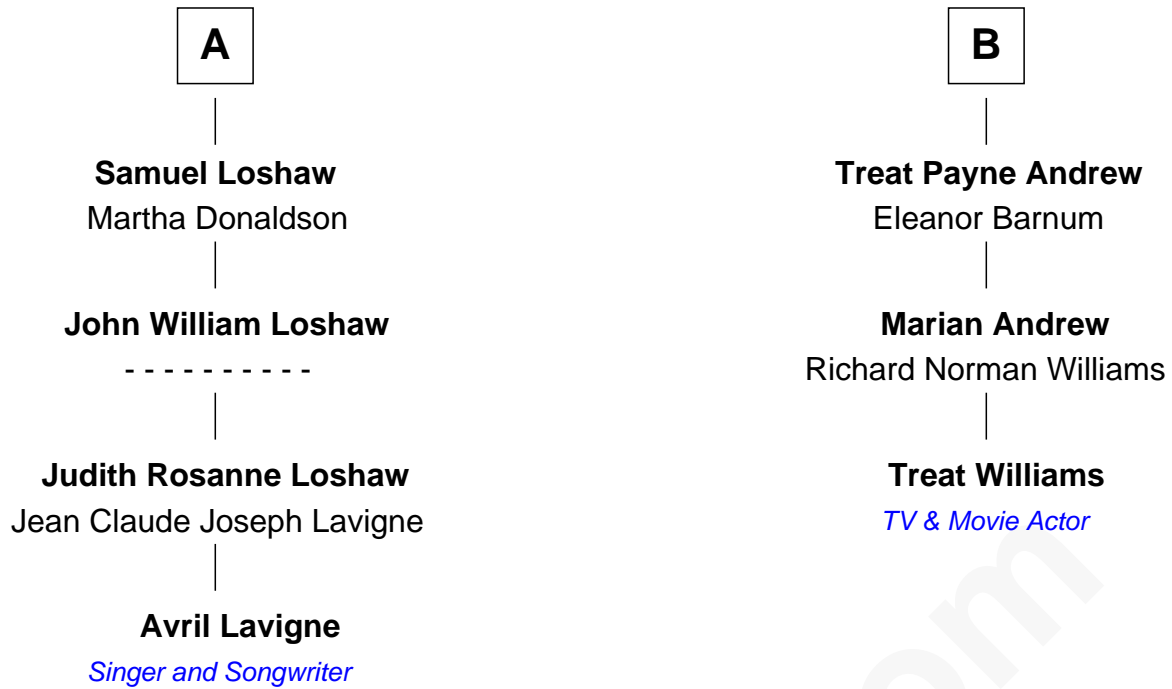 A
Samuel Loshaw
Martha Donaldson
John William Loshaw
- - - - - - - - - -
Judith Rosanne Loshaw
Jean Claude Joseph Lavigne
Avril Lavigne
Singer and Songwriter
B
Treat Payne Andrew
Eleanor Barnum
Marian Andrew
Richard Norman Williams
Treat Williams
TV & Movie Actor
om